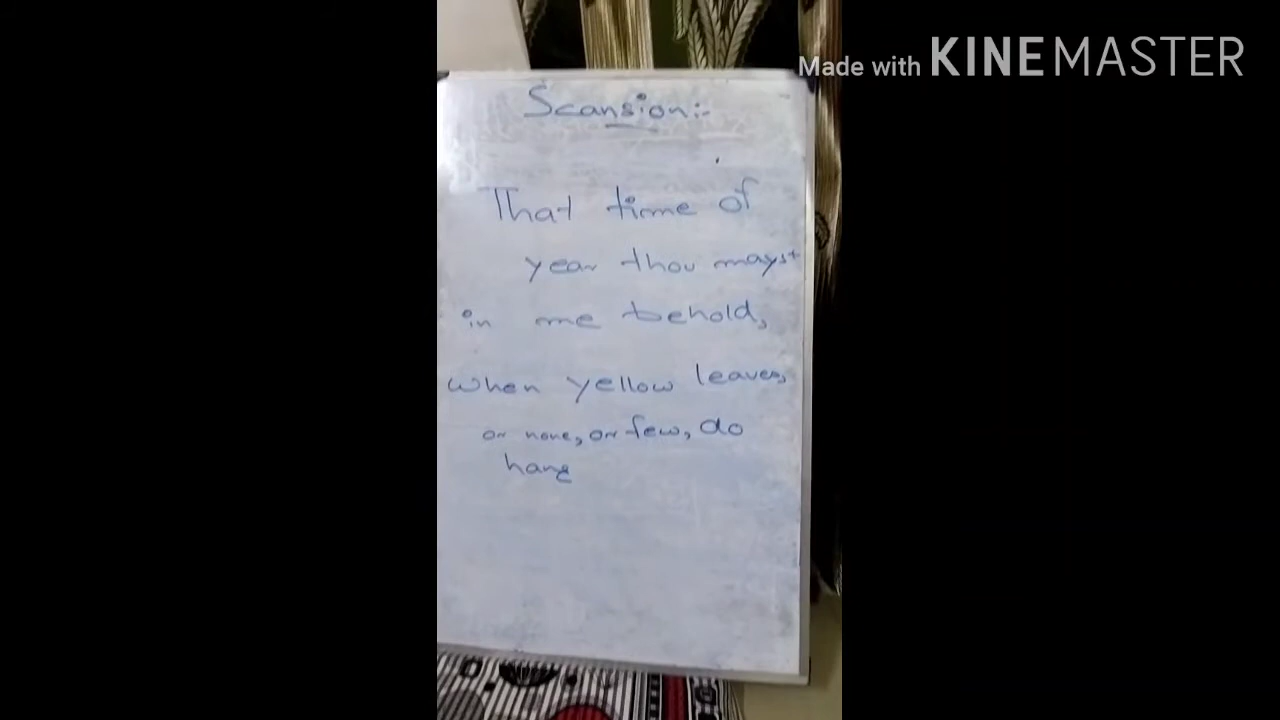 Made with KINEMASTER
Scansion:-
That time of
year thou mayst
in me behold,
when yellow leaves,
or none, or few, do
hang